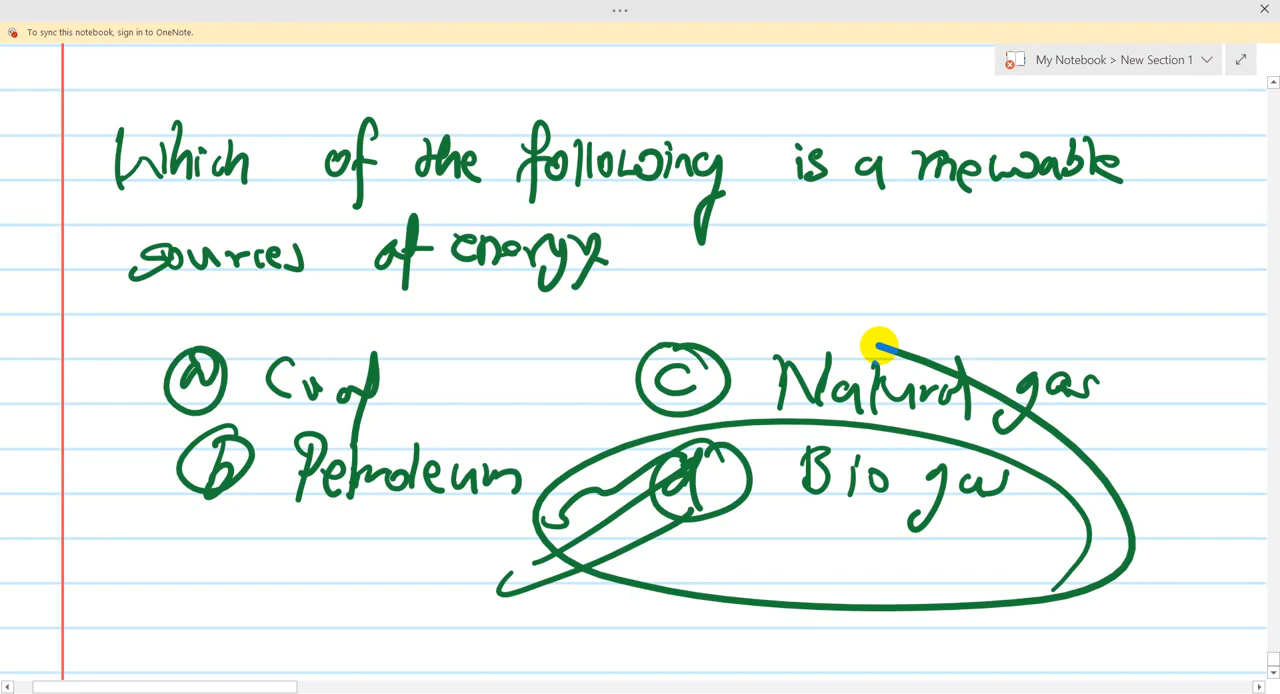 To sync this notebook, sign in to OneNote.
My Notebook > New Section 1
Which of the following is a renewable
sources of energy?
a Coal
b Petroleum
c Natural gas
d Bio gas